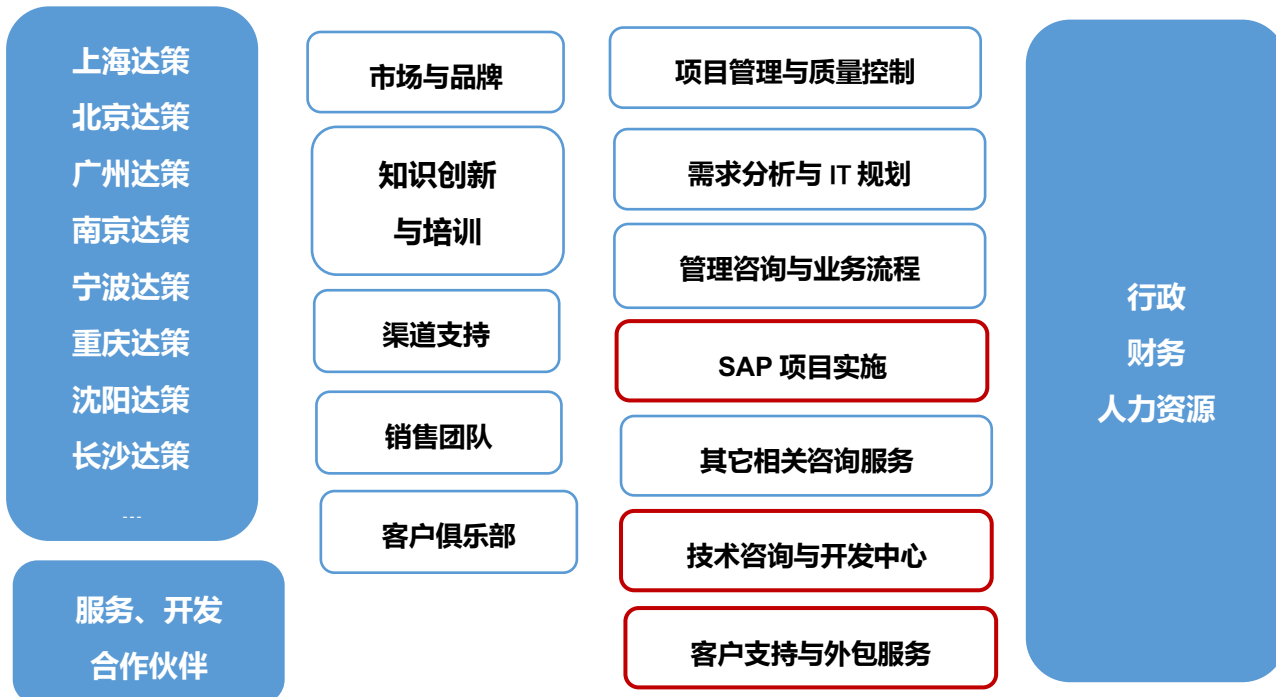 上海达策
北京达策
广州达策
南京达策
宁波达策
重庆达策
沈阳达策
长沙达策
...
服务、开发
合作伙伴
市场与品牌
知识创新
与培训
渠道支持
销售团队
客户俱乐部
项目管理与质量控制
需求分析与 IT 规划
管理咨询与业务流程
SAP 项目实施
其它相关咨询服务
技术咨询与开发中心
客户支持与外包服务
行政
财务
人力资源